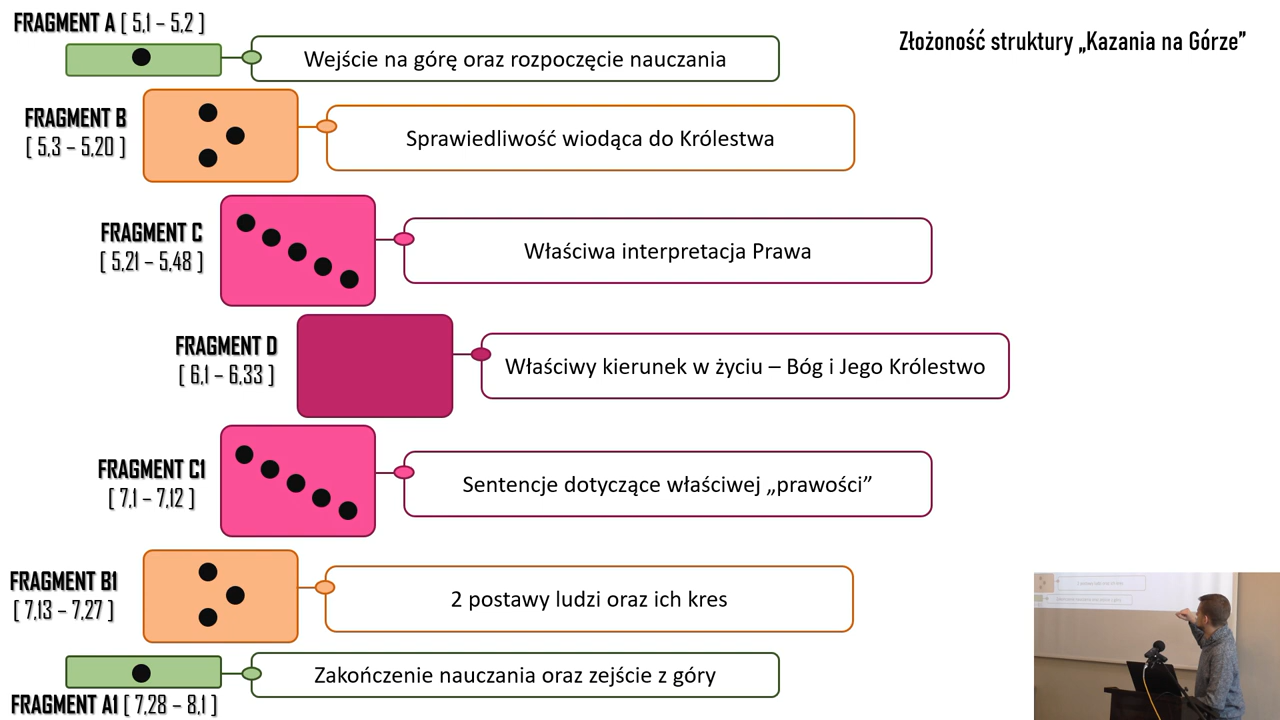 Złożoność struktury „Kazania na Górze”
FRAGMENT A [ 5,1 – 5,2 ]
Wejście na górę oraz rozpoczęcie nauczania
FRAGMENT B
[ 5,3 – 5,20 ]
Sprawiedliwość wiodąca do Królestwa
FRAGMENT C
[ 5,21 – 5,48 ]
Właściwa interpretacja Prawa
FRAGMENT D
[ 6,1 – 6,33 ]
Właściwy kierunek w życiu – Bóg i Jego Królestwo
FRAGMENT C1
[ 7,1 – 7,12 ]
Sentencje dotyczące właściwej „prawości”
FRAGMENT B1
[ 7,13 – 7,27 ]
2 postawy ludzi oraz ich kres
Zakończenie nauczania oraz zejście z góry
FRAGMENT A1 [ 7,28 – 8,1 ]